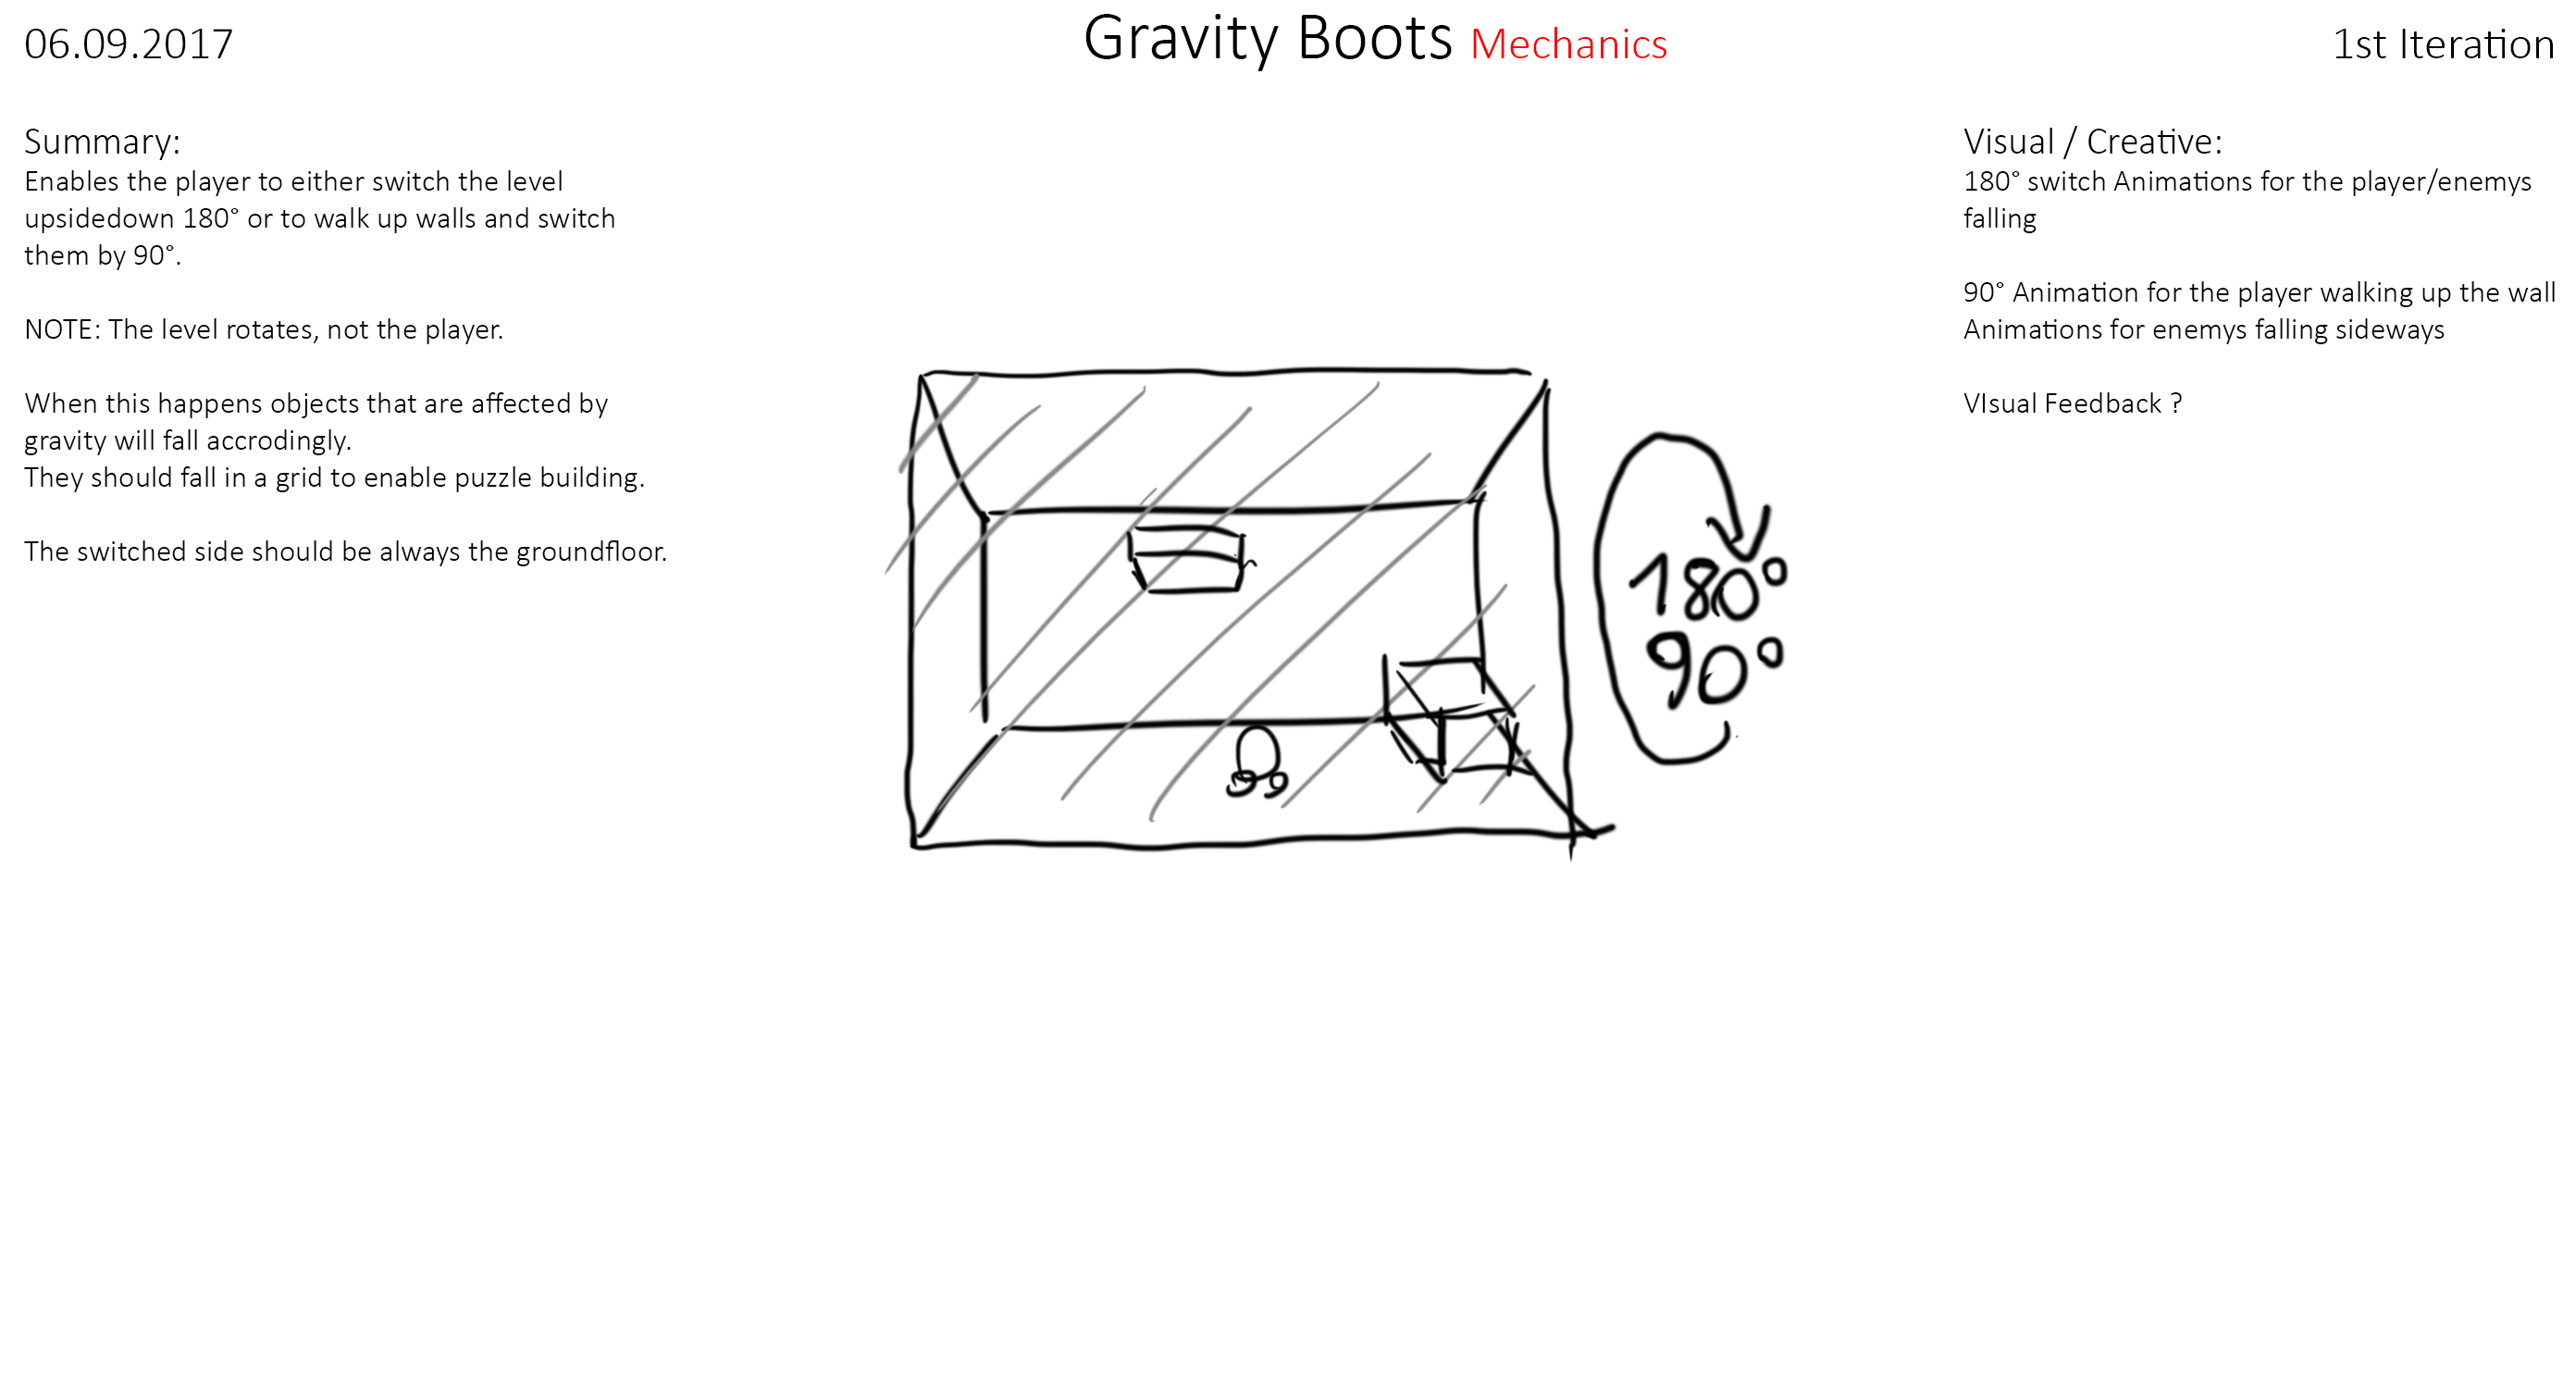 06.09.2017
Gravity Boots Mechanics
1st Iteration
Summary:
Enables the player to either switch the level
upsidedown 180° or to walk up walls and switch
them by 90°.
NOTE: The level rotates, not the player.
When this happens objects that are affected by
gravity will fall accrodingly.
They should fall in a grid to enable puzzle building.
The switched side should be always the groundfloor.
180°
90°
Visual / Creative:
180° switch Animations for the player/enemys
falling
90° Animation for the player walking up the wall
Animations for enemys falling sideways
VIsual Feedback ?